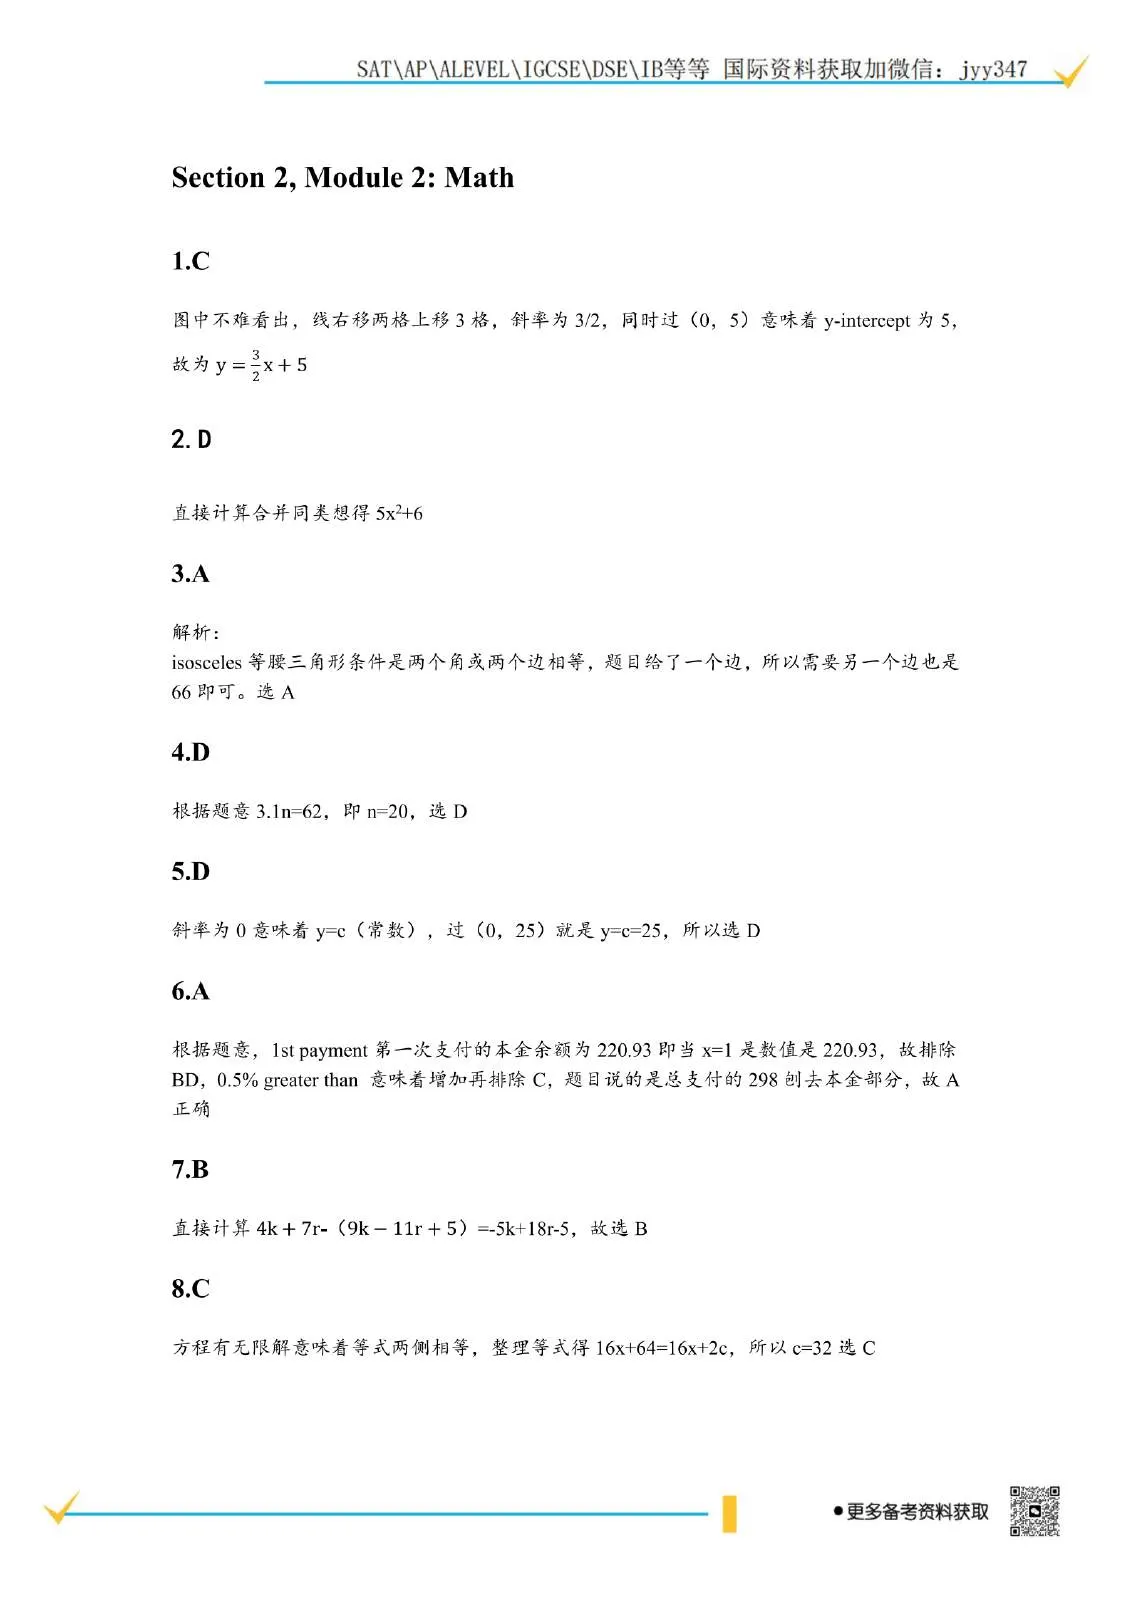 SAT\AP\ALEVEL\IGCSE\DSE\IB等等 国际资料获取加微信：jyy347
Section 2, Module 2: Math
1.C
图中不难看出，线右移两格上移 3 格，斜率为 3/2，同时过（0，5）意味着 y-intercept 为 5，
故为 y = 3/2 x + 5
2. D
直接计算合并同类想得 5x²+6
3.A
解析：
isosceles 等腰三角形条件是两个角或两个边相等，题目给了一个边，所以需要另一个边也是
66 即可。选 A
4.D
根据题意 3.1n=62，即 n=20，选 D
5.D
斜率为 0 意味着 y=c（常数），过（0，25）就是 y=c=25，所以选 D
6.A
根据题意，1st payment 第一次支付的本金余额为 220.93 即当 x=1 是数值是 220.93，故排除
BD，0.5% greater than 意味着增加再排除 C，题目说的是总支付的 298 刨去本金部分，故 A
正确
7.B
直接计算 4k + 7r-（9k − 11r + 5）=-5k+18r-5，故选 B
8.C
方程有无限解意味着等式两侧相等，整理等式得 16x+64=16x+2c，所以 c=32 选 C
●更多备考资料获取